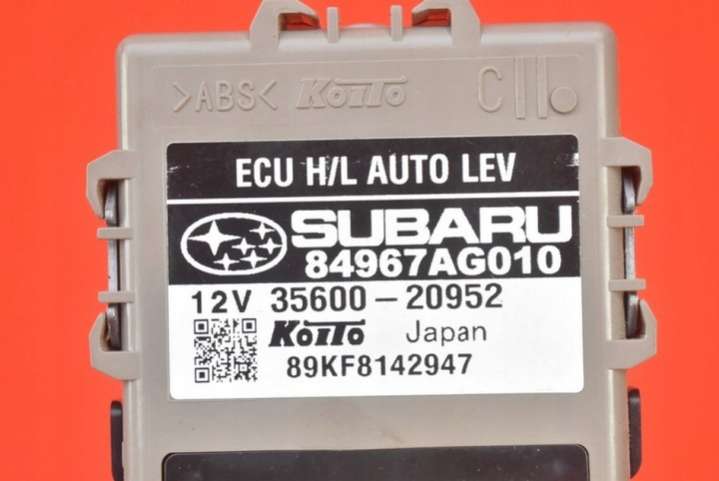 >ABS< KOITO C
ECU H/L AUTO LEV
SUBARU
84967AG010
12V 35600-20952
KOITO Japan
89KF8142947